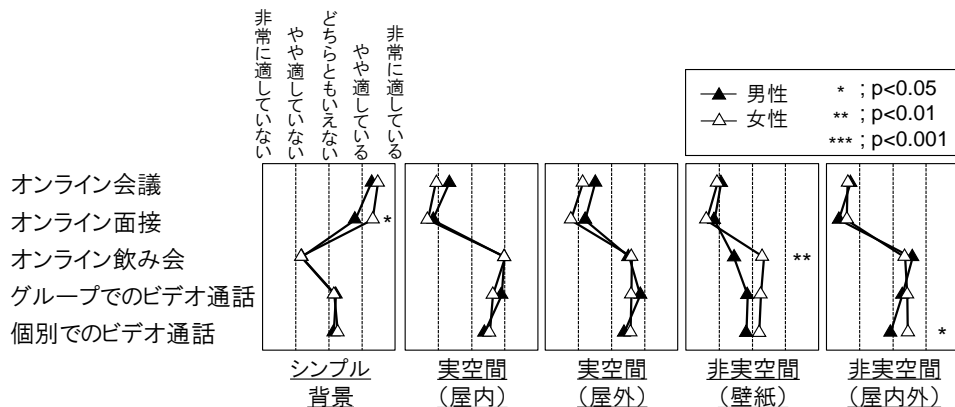 非常に適していない
やや適していない
どちらともいえない
やや適している
非常に適している
男性
女性
* ; p<0.05
** ; p<0.01
*** ; p<0.001
オンライン会議
オンライン面接
*
オンライン飲み会
**
グループでのビデオ通話
個別でのビデオ通話
*
シンプル
背景
実空間
(屋内)
実空間
(屋外)
非実空間
(壁紙)
非実空間
(屋内外)